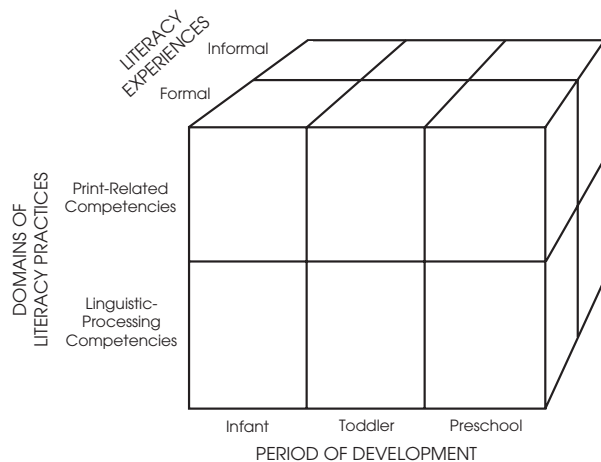 LITERACY
EXPERIENCES
Informal
Formal
DOMAINS OF
LITERACY PRACTICES
Print-Related
Competencies
Linguistic-
Processing
Competencies
Infant
Toddler
Preschool
PERIOD OF DEVELOPMENT